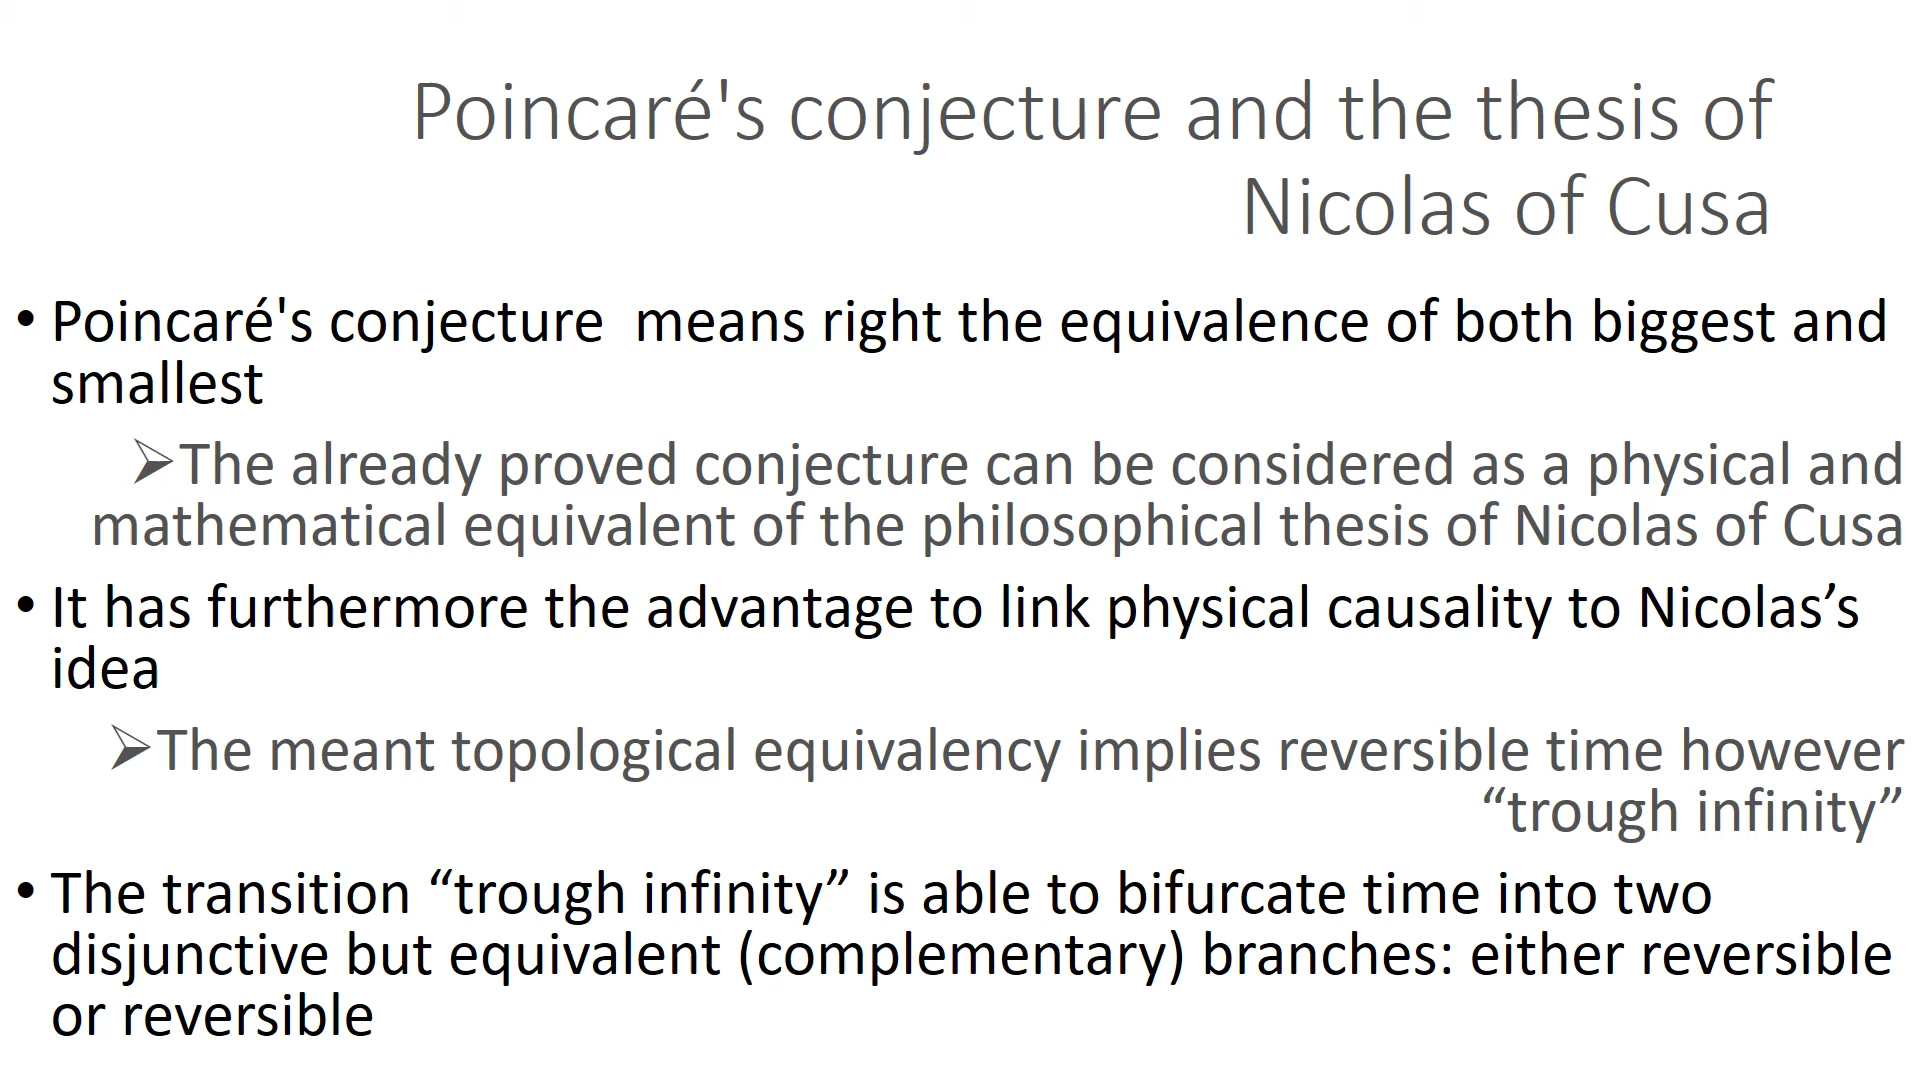 Poincaré's conjecture and the thesis of
Nicolas of Cusa
• Poincaré's conjecture  means right the equivalence of both biggest and
smallest
➢The already proved conjecture can be considered as a physical and
mathematical equivalent of the philosophical thesis of Nicolas of Cusa
• It has furthermore the advantage to link physical causality to Nicolas’s
idea
➢The meant topological equivalency implies reversible time however
“trough infinity”
• The transition “trough infinity” is able to bifurcate time into two
disjunctive but equivalent (complementary) branches: either reversible
or reversible